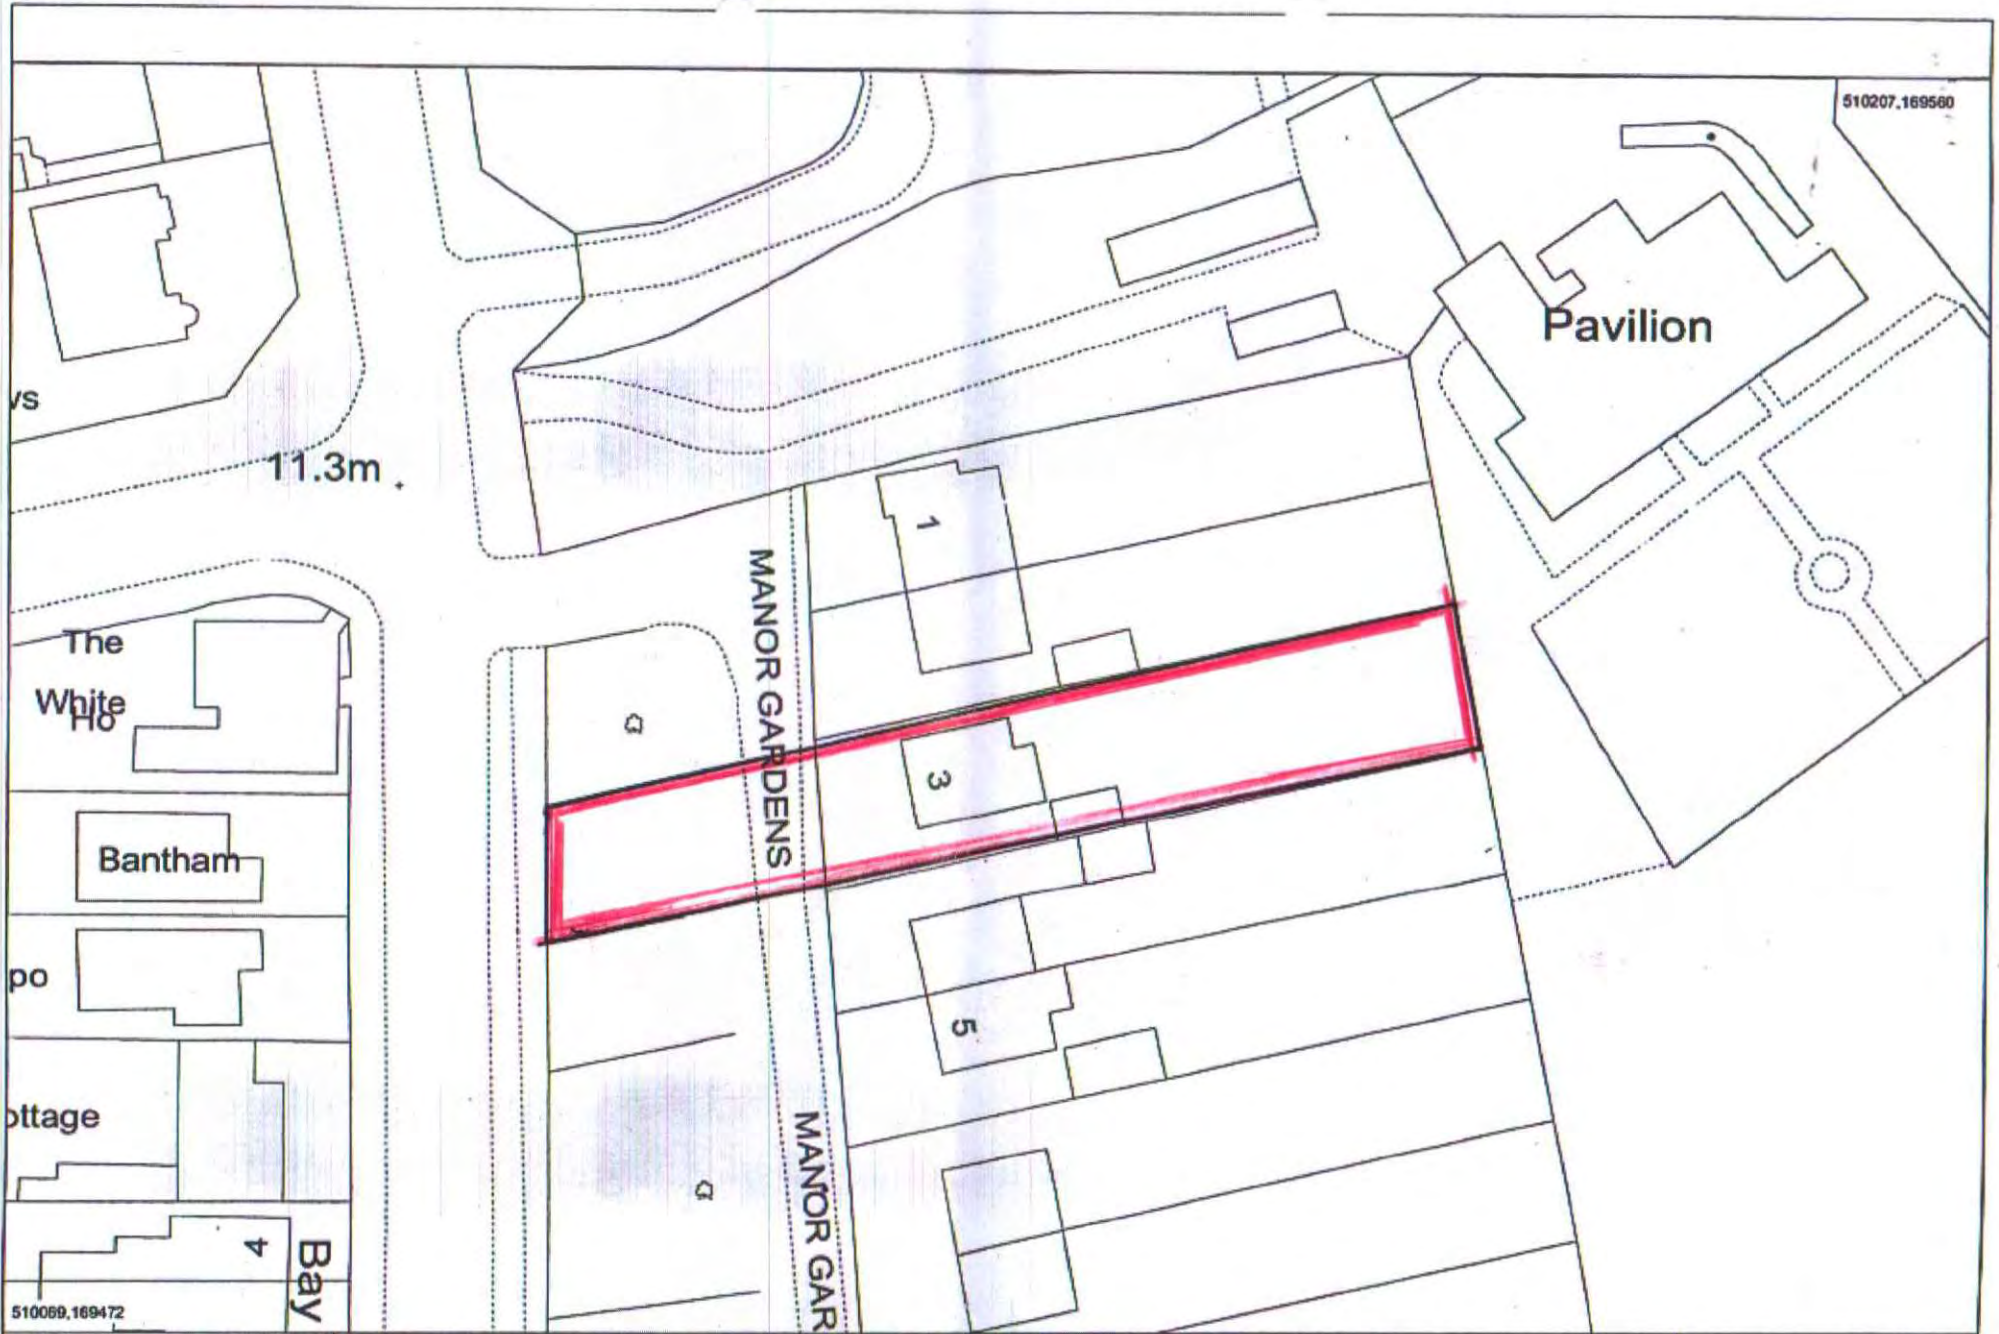 510207.169560
Pavilion
vs
11.3m
1
MANOR GARDENS
The
White
Ho
3
Bantham
po
5
ottage
MANOR GAR
4
Bay
510069.169472